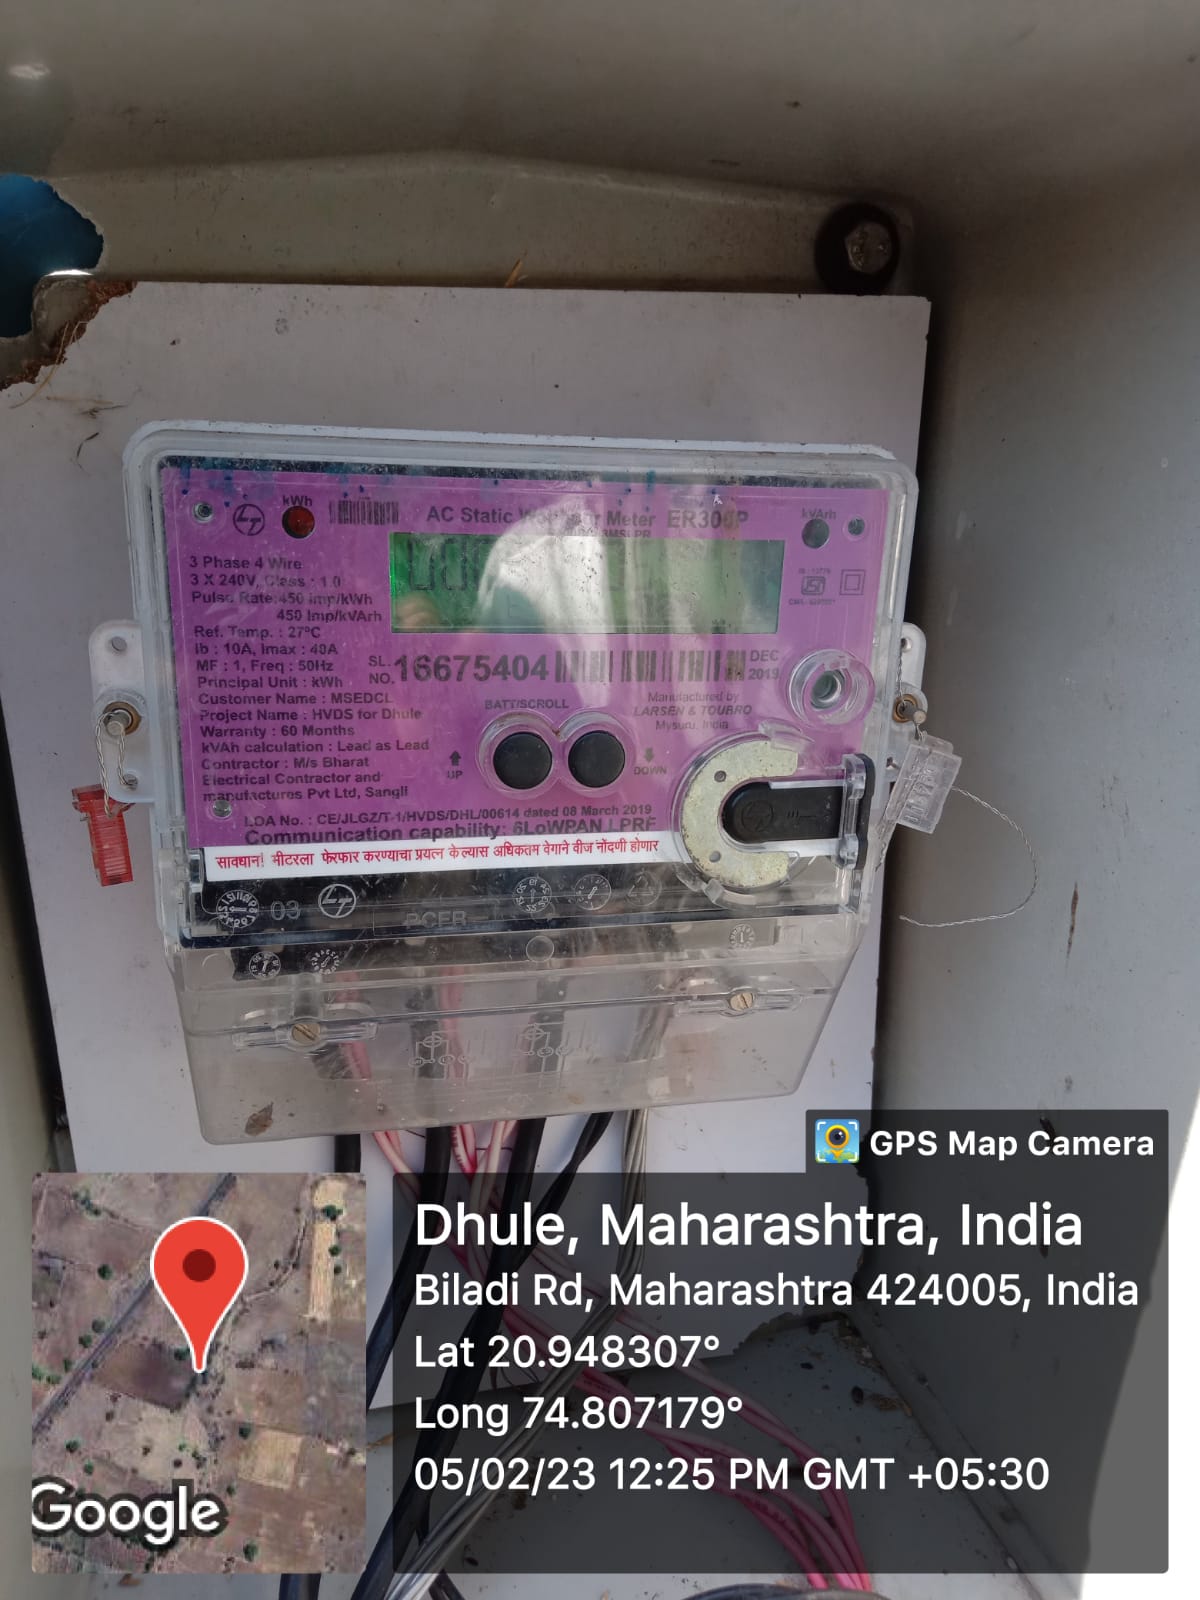 kWh
AC Static Meter ER300P
kVArh
3 Phase 4 Wire
3 X 240V, Class : 1.0
Pulse Rate:450 imp/kWh
450 Imp/kVArh
Ref. Temp. : 27°C
Ib : 10A, Imax : 40A
MF : 1, Freq : 50Hz
Principal Unit : kWh
Customer Name : MSEDCL
Project Name : HVDS for Dhule
Warranty : 60 Months
kVAh calculation : Lead as Lead
Contractor : M/s Bharat
Electrical Contractor and
manufactures Pvt Ltd, Sangli
SL. NO. 16675404
DEC
2019
BATT/SCROLL
UP
DOWN
Manufactured by
LARSEN & TOUBRO
Mysuru, India
LOA No. : CE/JLGZ/T-1/HVDS/DHL/00614 dated 08 March 2019
Communication capability: 6LoWPAN LPRF
सावधान! मीटरला फेरफार करण्याचा प्रयत्न केल्यास अधिकतम वेगाने वीज नोंदणी होणार
03
GPS Map Camera
Dhule, Maharashtra, India
Biladi Rd, Maharashtra 424005, India
Lat 20.948307°
Long 74.807179°
05/02/23 12:25 PM GMT +05:30
Google